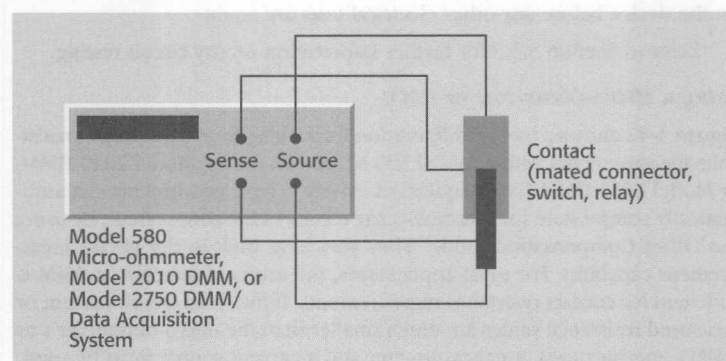 Sense Source
Contact
(mated connector,
switch, relay)
Model 580
Micro-ohmmeter,
Model 2010 DMM, or
Model 2750 DMM/
Data Acquisition
System